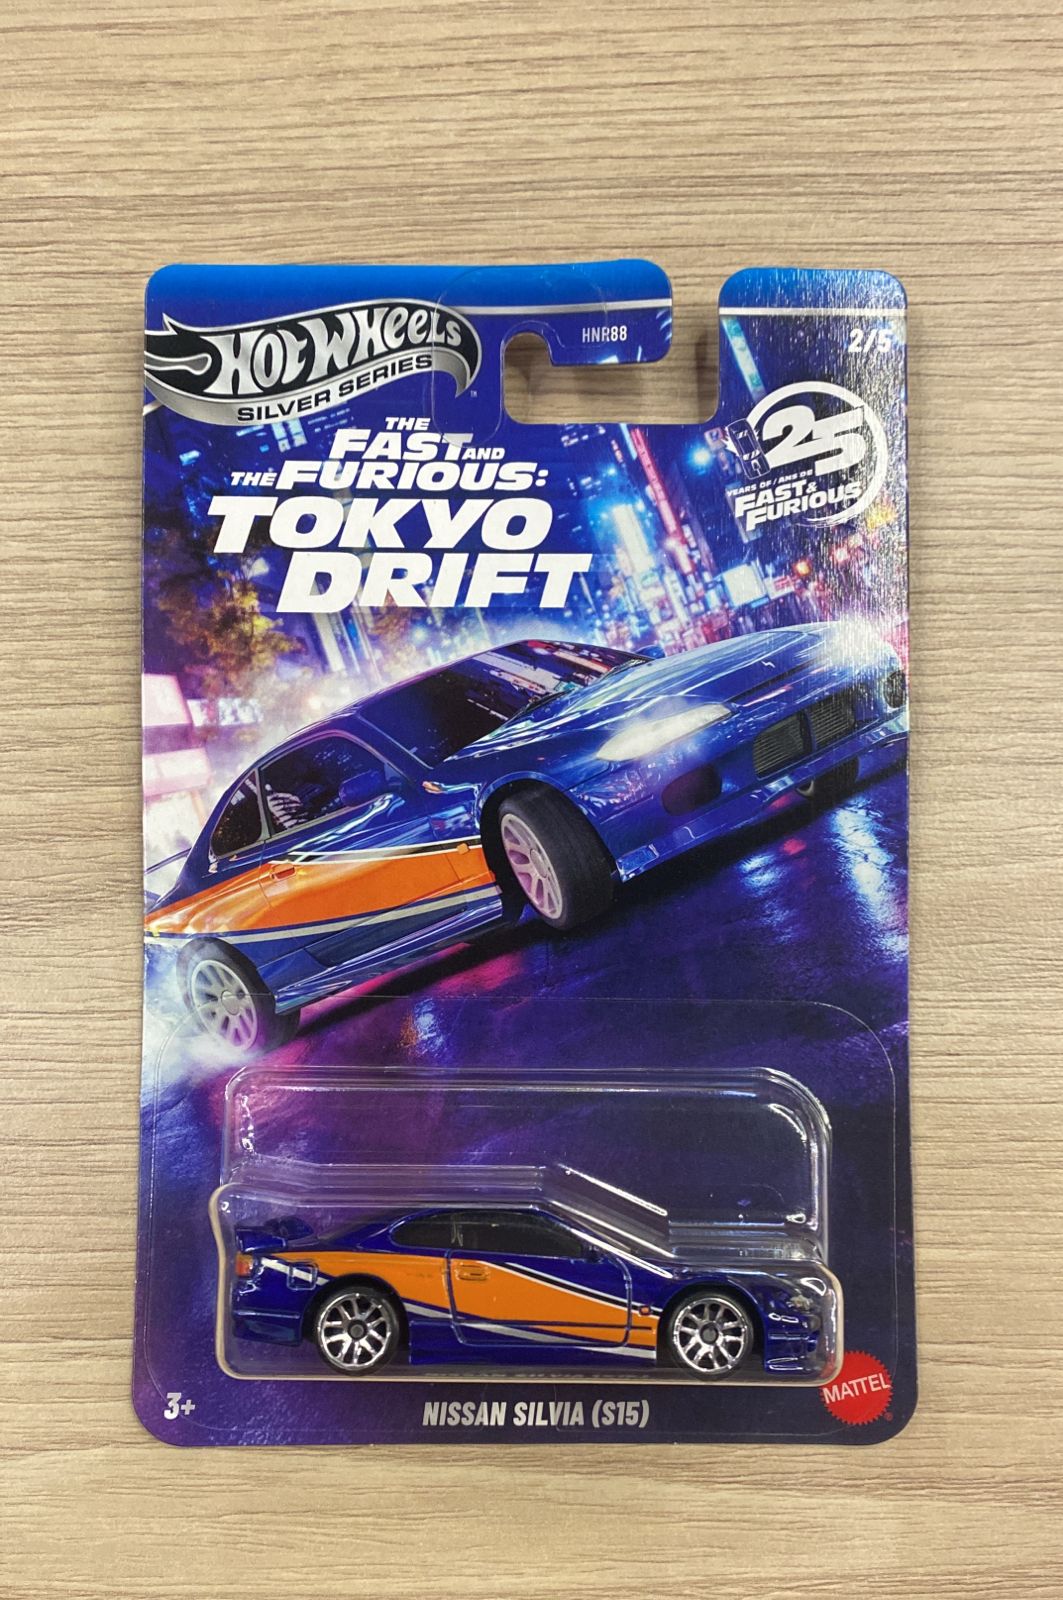 HOT WHEELS
™
SILVER SERIES
HNR88
2/5
THE
FAST AND
THE FURIOUS:
TOKYO
DRIFT
25
YEARS OF / ANS DE
FAST &
FURIOUS
3+
NISSAN SILVIA (S15)
MATTEL
®